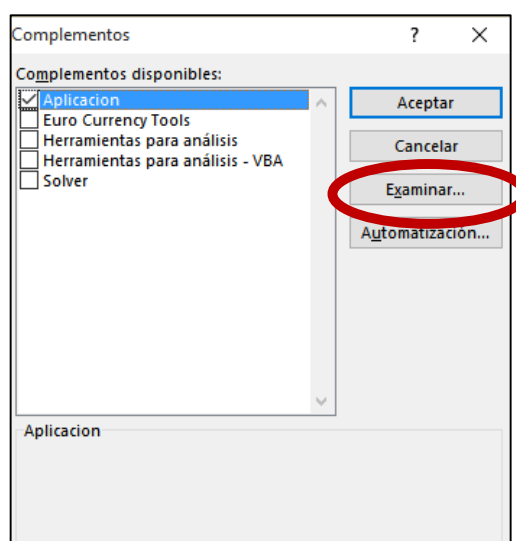 Complementos ?
Complementos disponibles:
Aplicacion
Euro Currency Tools
Herramientas para análisis
Herramientas para análisis - VBA
Solver
Aceptar
Cancelar
Examinar...
Automatización...
Aplicacion